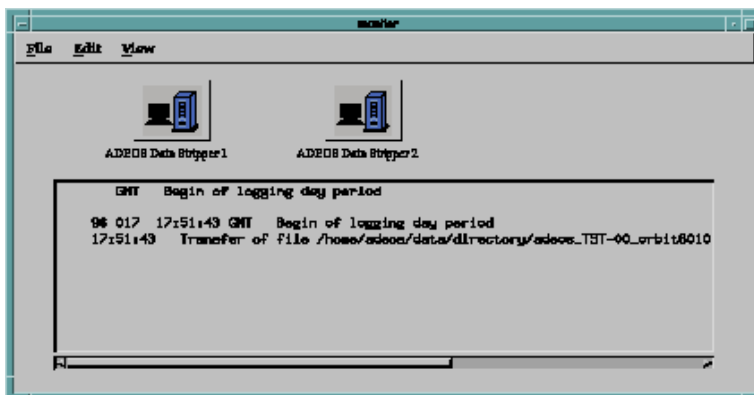 monitor
File Edit View
ADEOS Data Stripper1 ADEOS Data Stripper2
GMT Begin of logging day period
96 017 17:51:43 GMT Begin of logging day period
17:51:43 Transfer of file /home/adeos/data/directory/adeos_TST-00_orbit6010